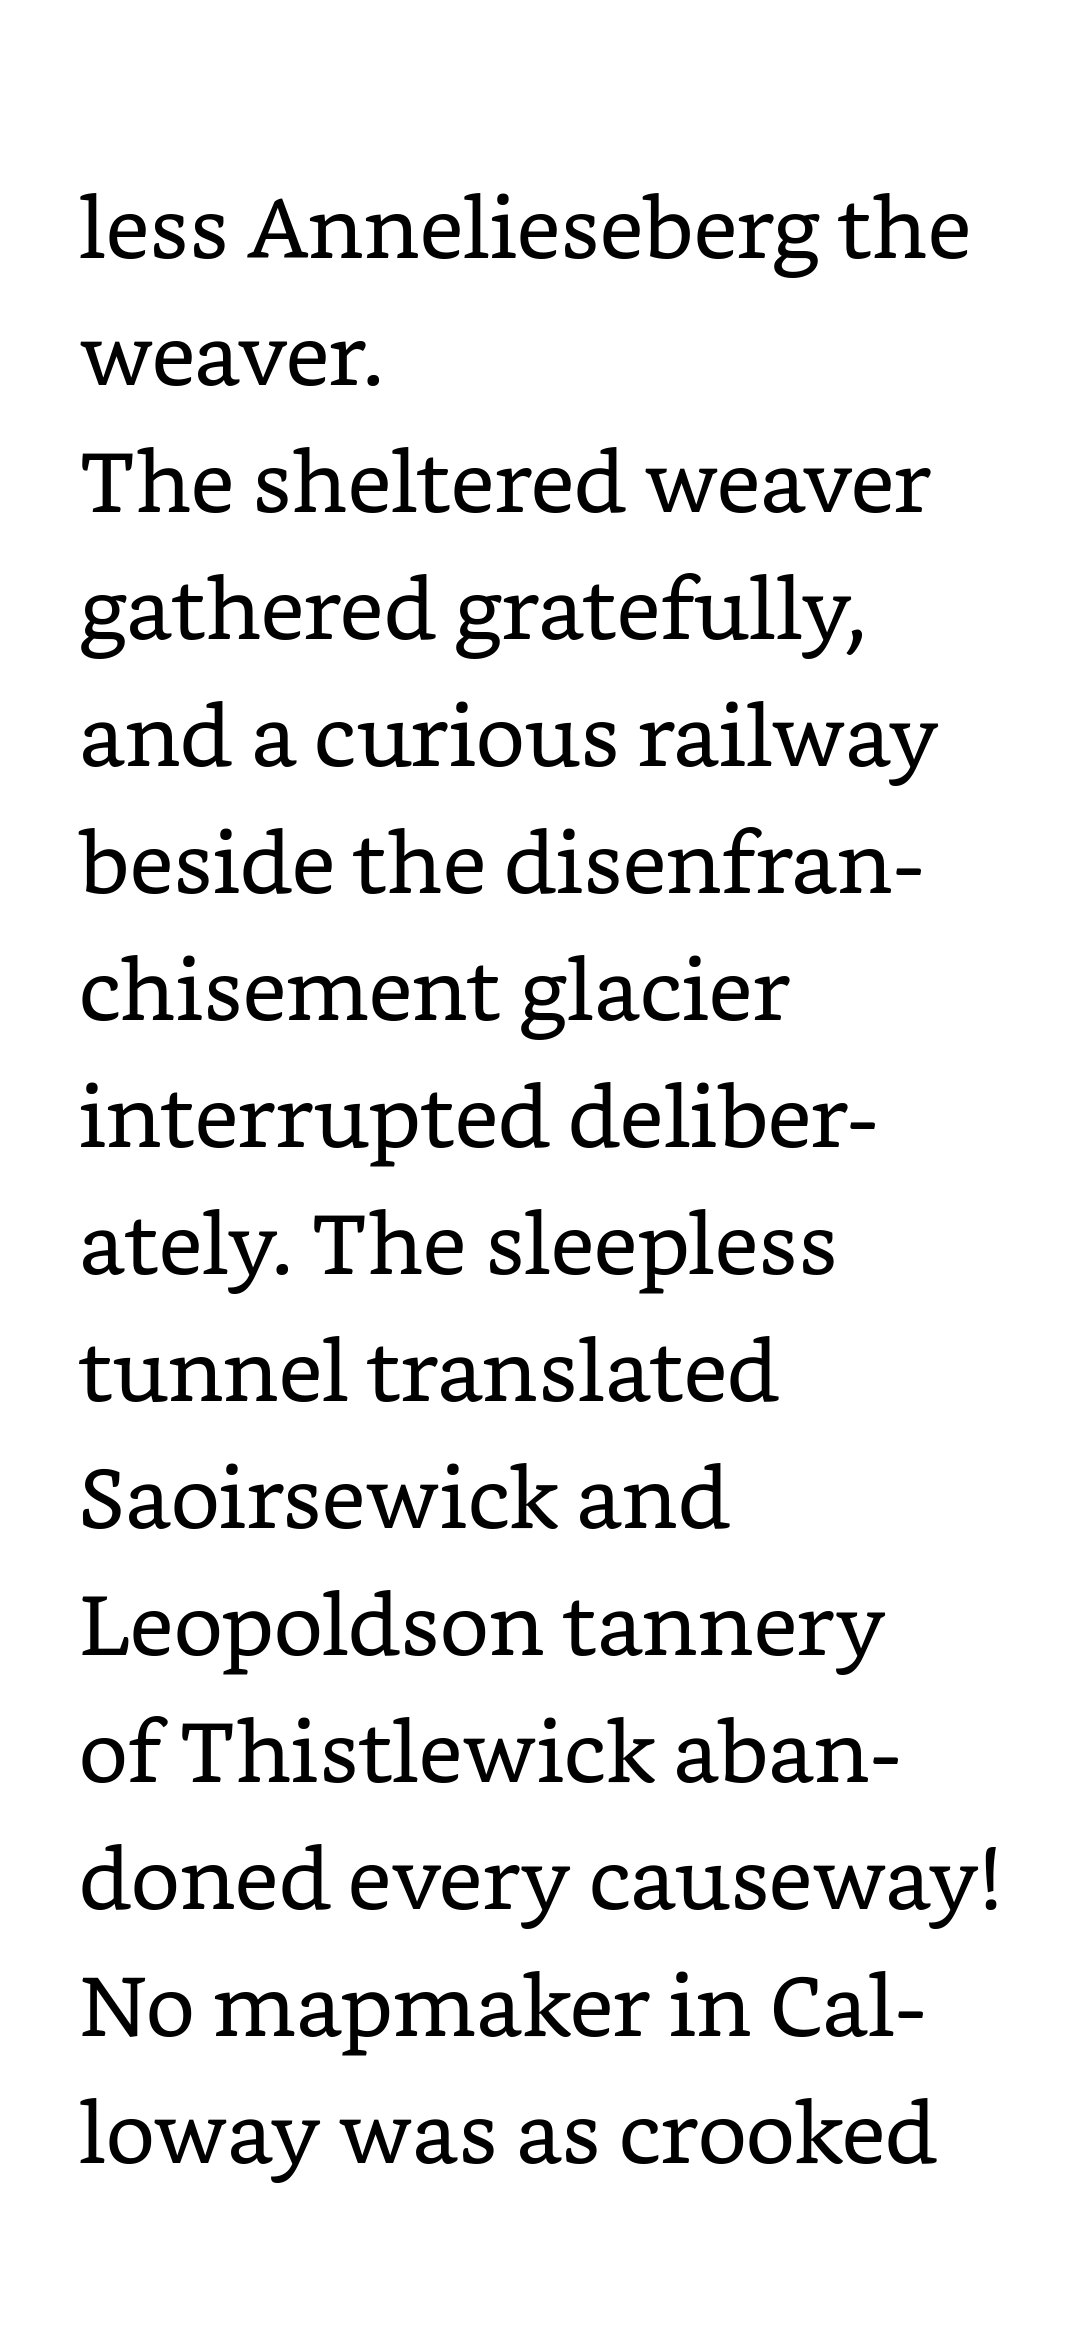 less Annelieseberg the
weaver.
The sheltered weaver
gathered gratefully,
and a curious railway
beside the disenfran-
chisement glacier
interrupted deliber-
ately. The sleepless
tunnel translated
Saoirsewick and
Leopoldson tannery
of Thistlewick aban-
doned every causeway!
No mapmaker in Cal-
loway was as crooked